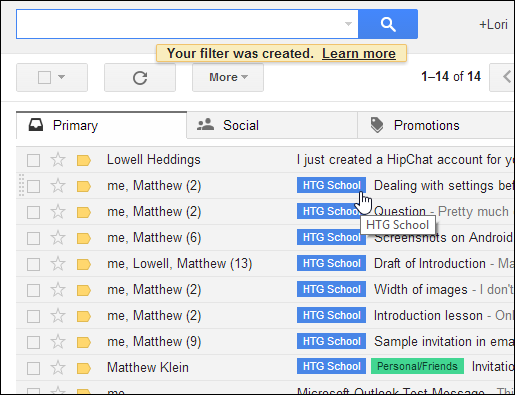 +Lori
Your filter was created. Learn more
More
1–14 of 14
Primary
Social
Promotions
Lowell Heddings I just created a HipChat account for
me, Matthew (2) HTG School Dealing with settings
me, Matthew (2) HTG School Question - Pretty much
HTG School
me, Matthew (6) HTG School Screenshots on Android
me, Lowell, Matthew (13) HTG School Draft of Introduction -
me, Matthew (2) HTG School Width of images - I don't
me, Matthew (2) HTG School Introduction lesson -
me, Matthew (9) HTG School Sample invitation in
Matthew Klein HTG School Personal/Friends
me Microsoft Outlook Test Message - This